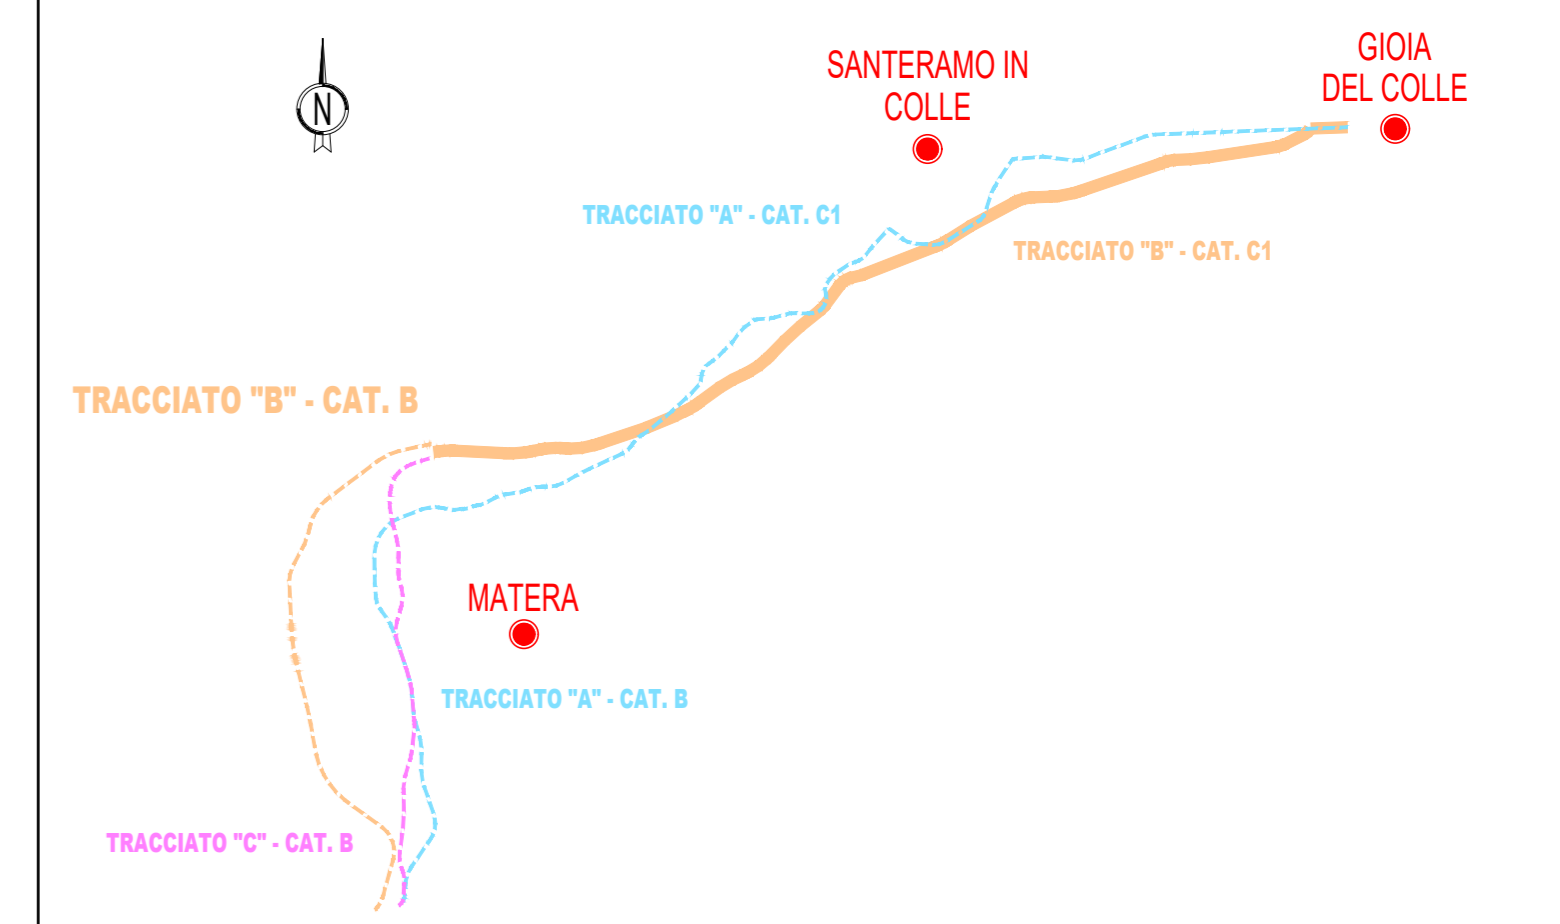 N
SANTERAMO IN
COLLE
GIOIA
DEL COLLE
TRACCIATO "A" - CAT. C1
TRACCIATO "B" - CAT. C1
TRACCIATO "B" - CAT. B
MATERA
TRACCIATO "A" - CAT. B
TRACCIATO "C" - CAT. B